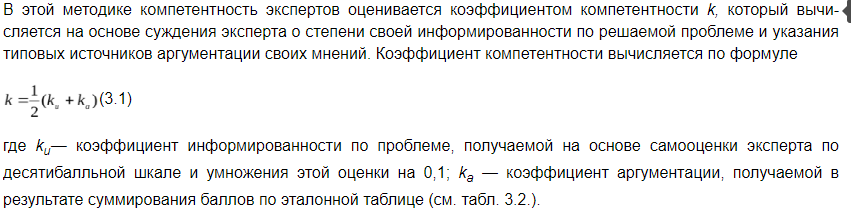 В этой методике компетентность экспертов оценивается коэффициентом компетентности k, который вычи-
сляется на основе суждения эксперта о степени своей информированности по решаемой проблеме и указания
типовых источников аргументации своих мнений. Коэффициент компетентности вычисляется по формуле
k = 1/2 (kи + kа) (3.1)
где kи— коэффициент информированности по проблеме, получаемой на основе самооценки эксперта по
десятибалльной шкале и умножения этой оценки на 0,1; kа — коэффициент аргументации, получаемой в
результате суммирования баллов по эталонной таблице (см. табл. 3.2.).